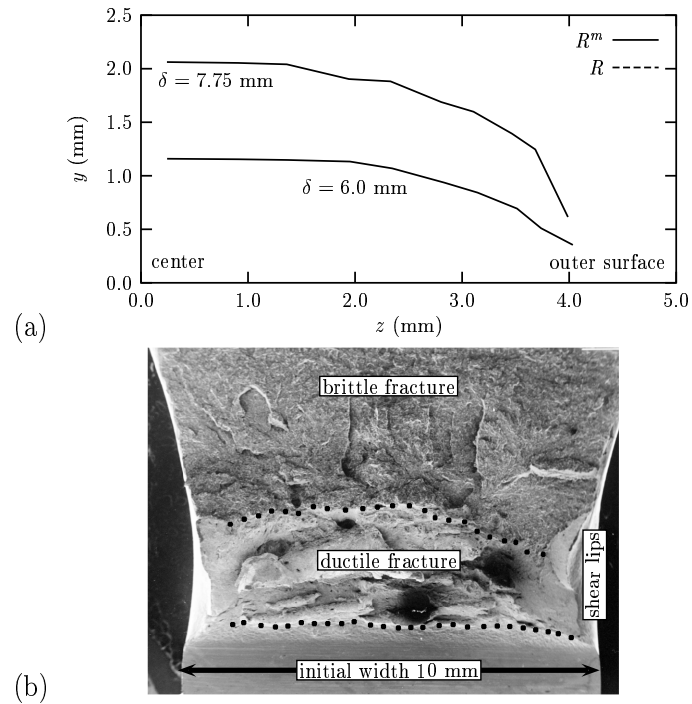 2.5
2.0
1.5
1.0
0.5
0.0
y (mm)
R^m
R
δ = 7.75 mm
δ = 6.0 mm
center
outer surface
0.0 1.0 2.0 3.0 4.0 5.0
z (mm)
(a)
brittle fracture
ductile fracture
shear lips
initial width 10 mm
(b)